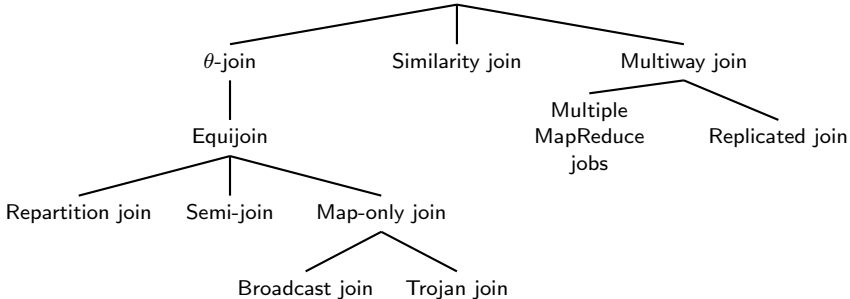 θ-join
Similarity join
Multiway join
Multiple
MapReduce
jobs
Replicated join
Equijoin
Repartition join
Semi-join
Map-only join
Broadcast join
Trojan join